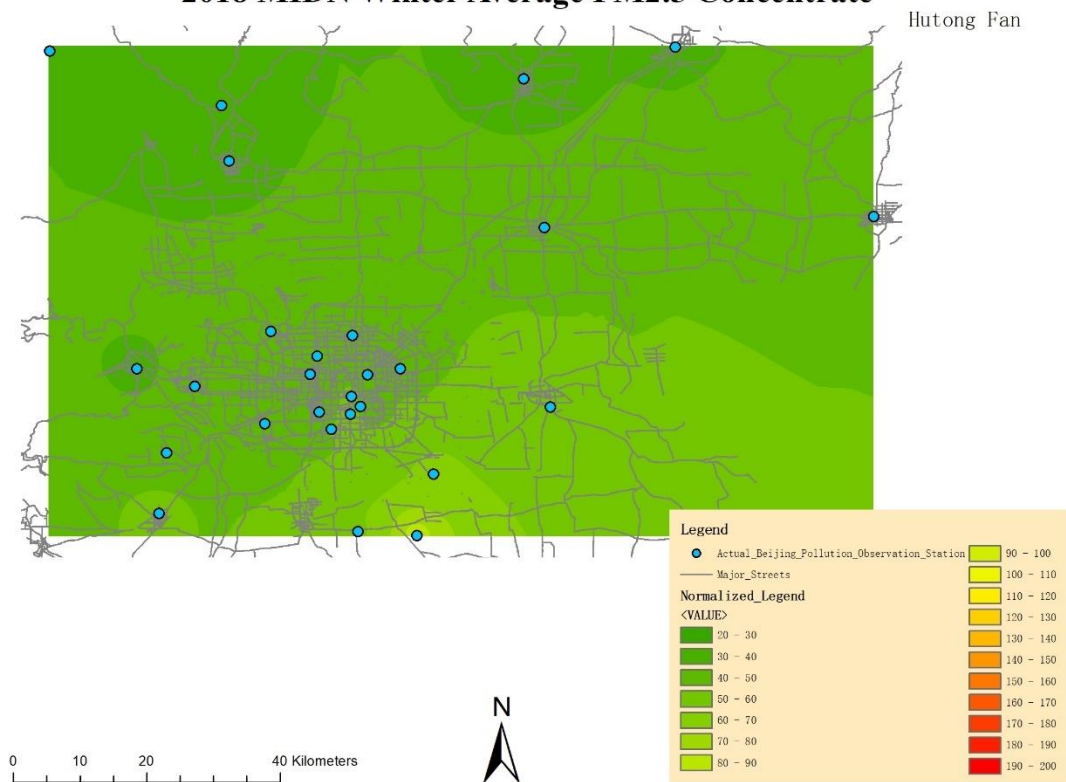 2018 MIDN Winter Average PM2.5 Concentrate
Hutong Fan
Legend
Actual_Beijing_Pollution_Observation_Station
Major_Streets
Normalized_Legend
<VALUE>
20 - 30
30 - 40
40 - 50
50 - 60
60 - 70
70 - 80
80 - 90
90 - 100
100 - 110
110 - 120
120 - 130
130 - 140
140 - 150
150 - 160
160 - 170
170 - 180
180 - 190
190 - 200
N
0 10 20 40 Kilometers